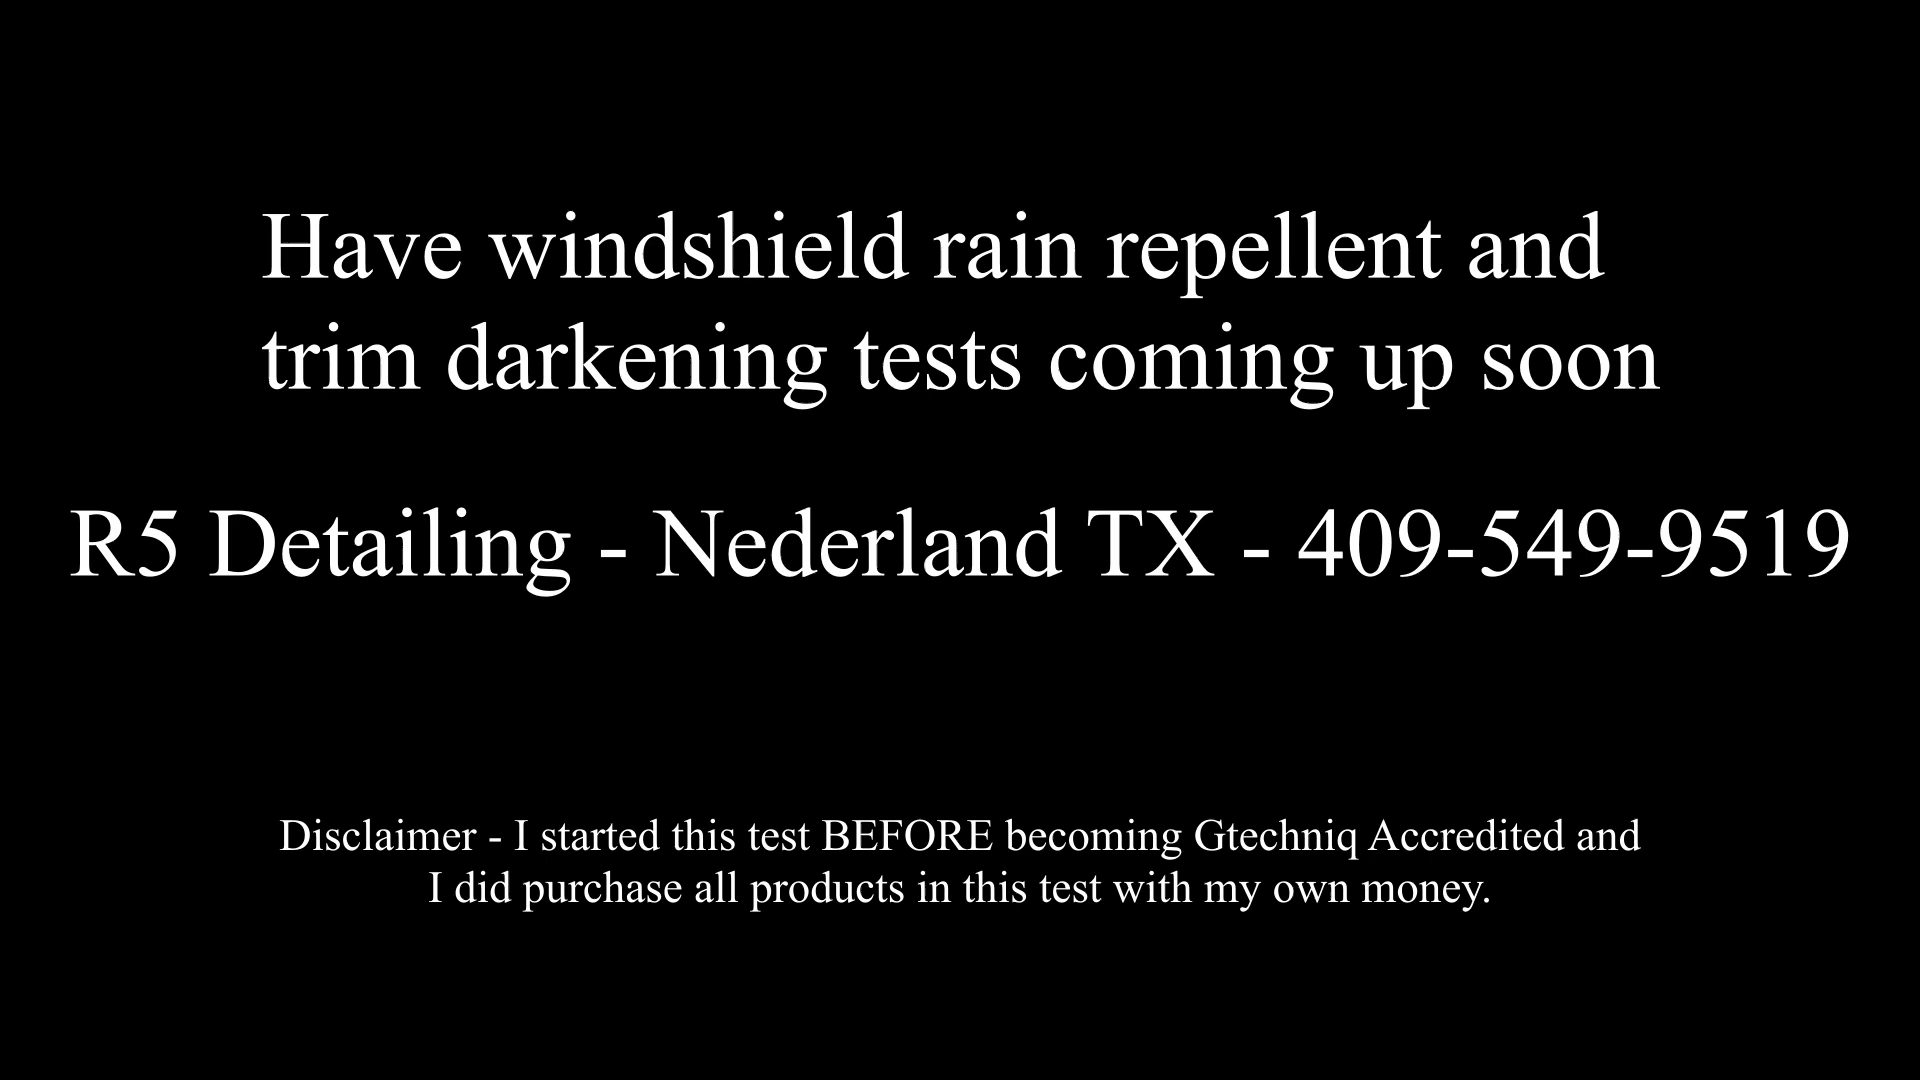 Have windshield rain repellent and
trim darkening tests coming up soon
R5 Detailing - Nederland TX - 409-549-9519
Disclaimer - I started this test BEFORE becoming Gtechniq Accredited and
I did purchase all products in this test with my own money.